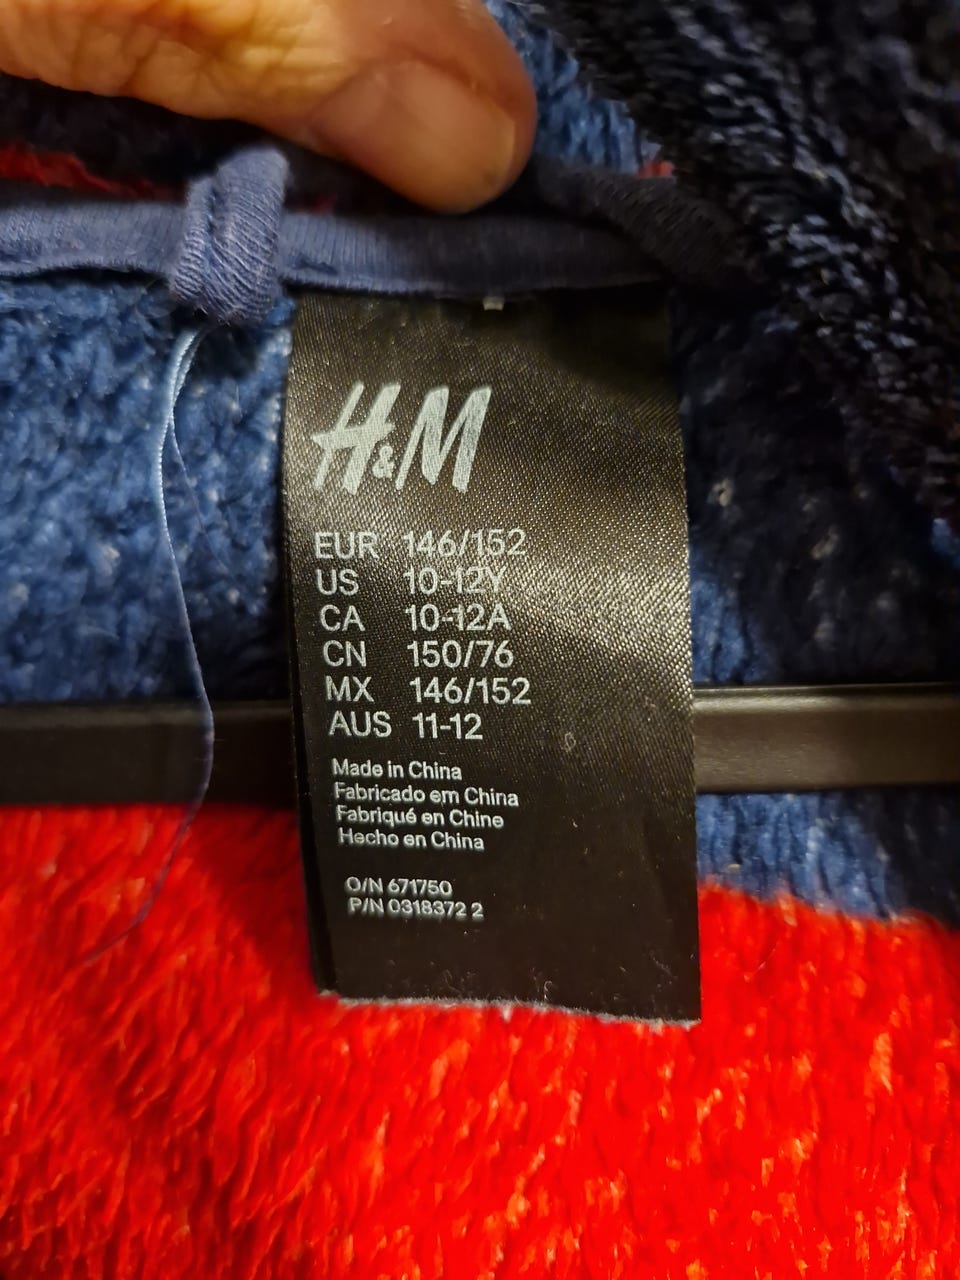 H&M
EUR 146/152
US 10-12Y
CA 10-12A
CN 150/76
MX 146/152
AUS 11-12
Made in China
Fabricado em China
Fabriqué en Chine
Hecho en China
O/N 671750
P/N 0318372 2